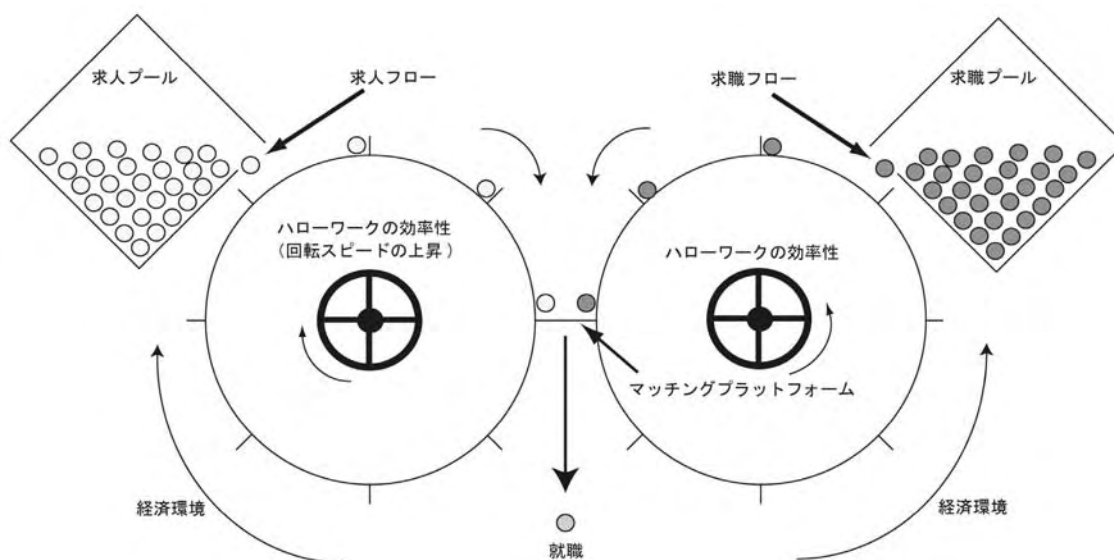 求人プール
求人フロー
求職フロー
求職プール
ハローワークの効率性
（回転スピードの上昇）
ハローワークの効率性
マッチングプラットフォーム
経済環境
経済環境
就職